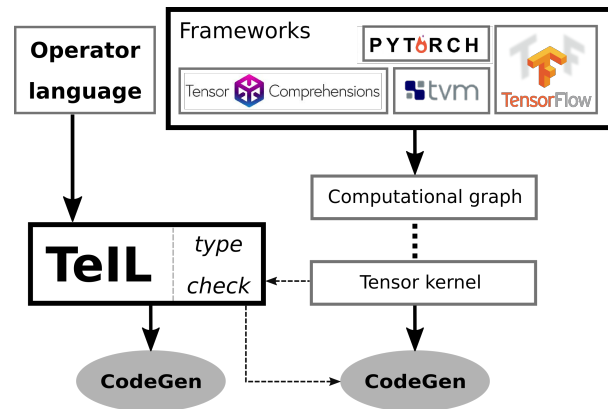 Operator
language
Frameworks
PYTORCH
Tensor Comprehensions
tvm
TensorFlow
Computational graph
TeIL
type
check
Tensor kernel
CodeGen
CodeGen